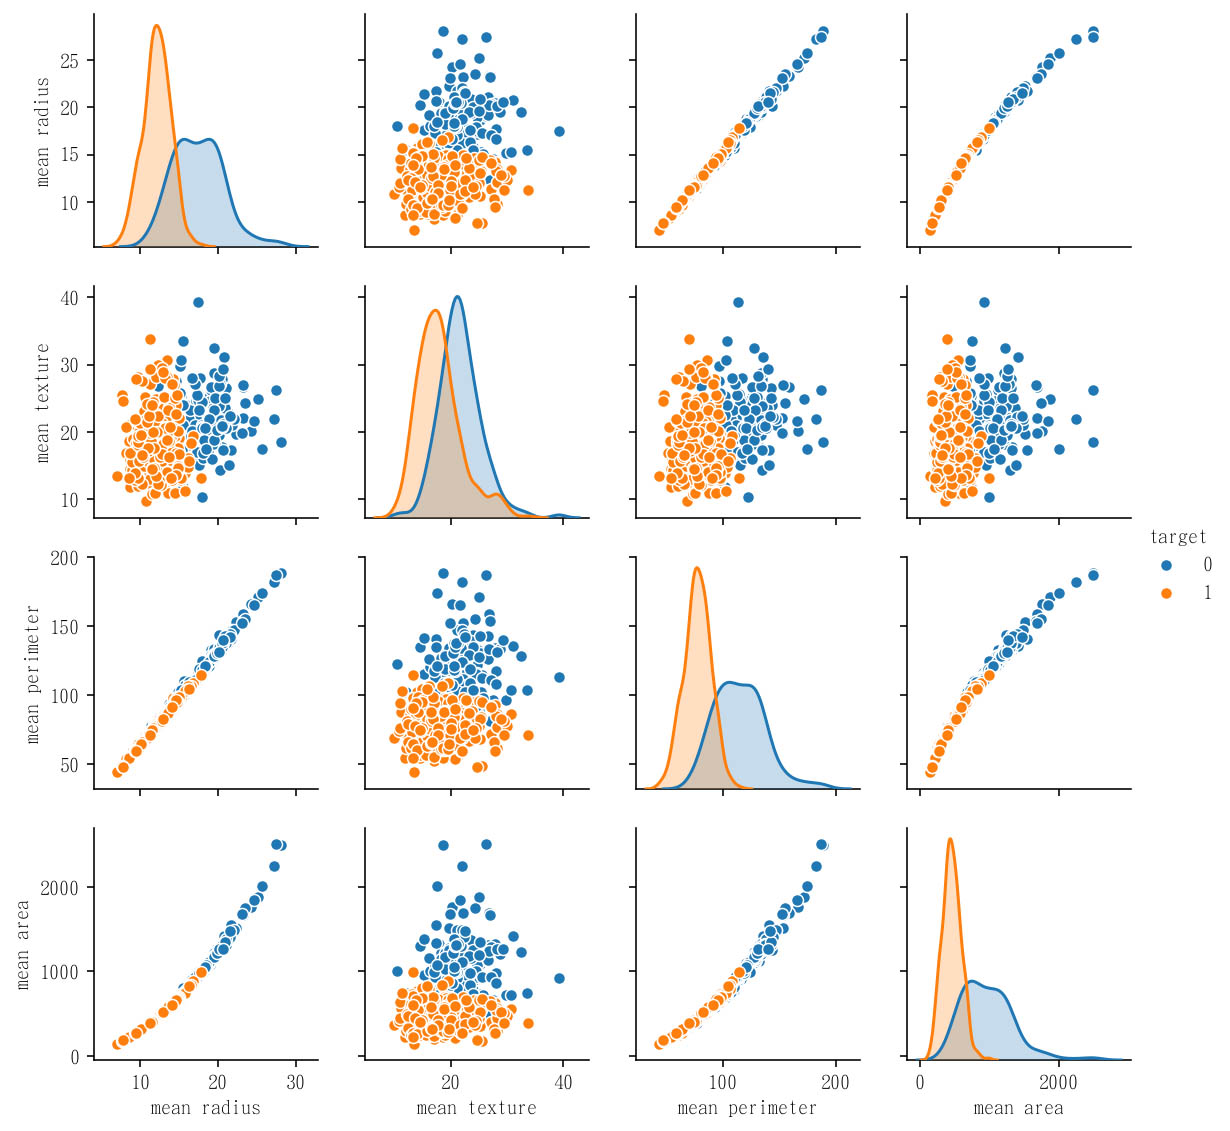 25
20
15
10
mean radius
40
30
20
10
mean texture
target
0
1
200
150
100
50
mean perimeter
2000
1000
0
mean area
10 20 30
mean radius
20 40
mean texture
100 200
mean perimeter
0 2000
mean area